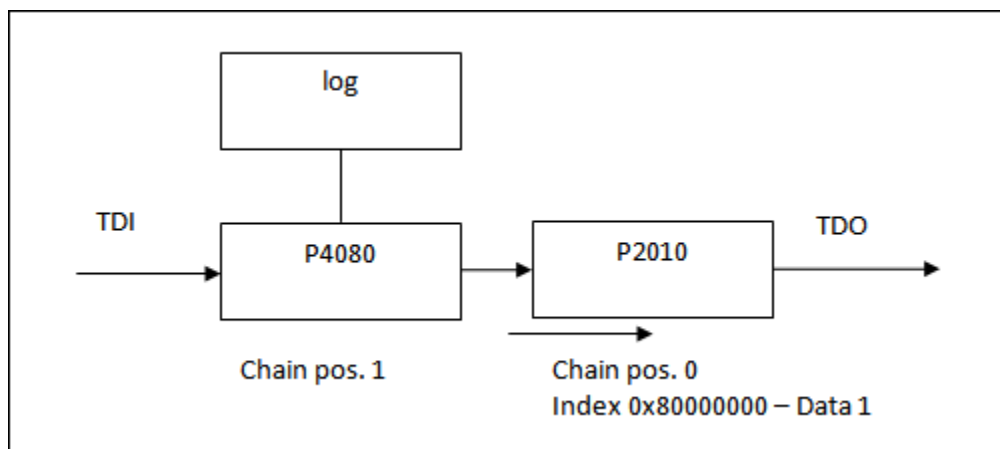 log
TDI
P4080
P2010
TDO
Chain pos. 1
Chain pos. 0
Index 0x80000000 – Data 1